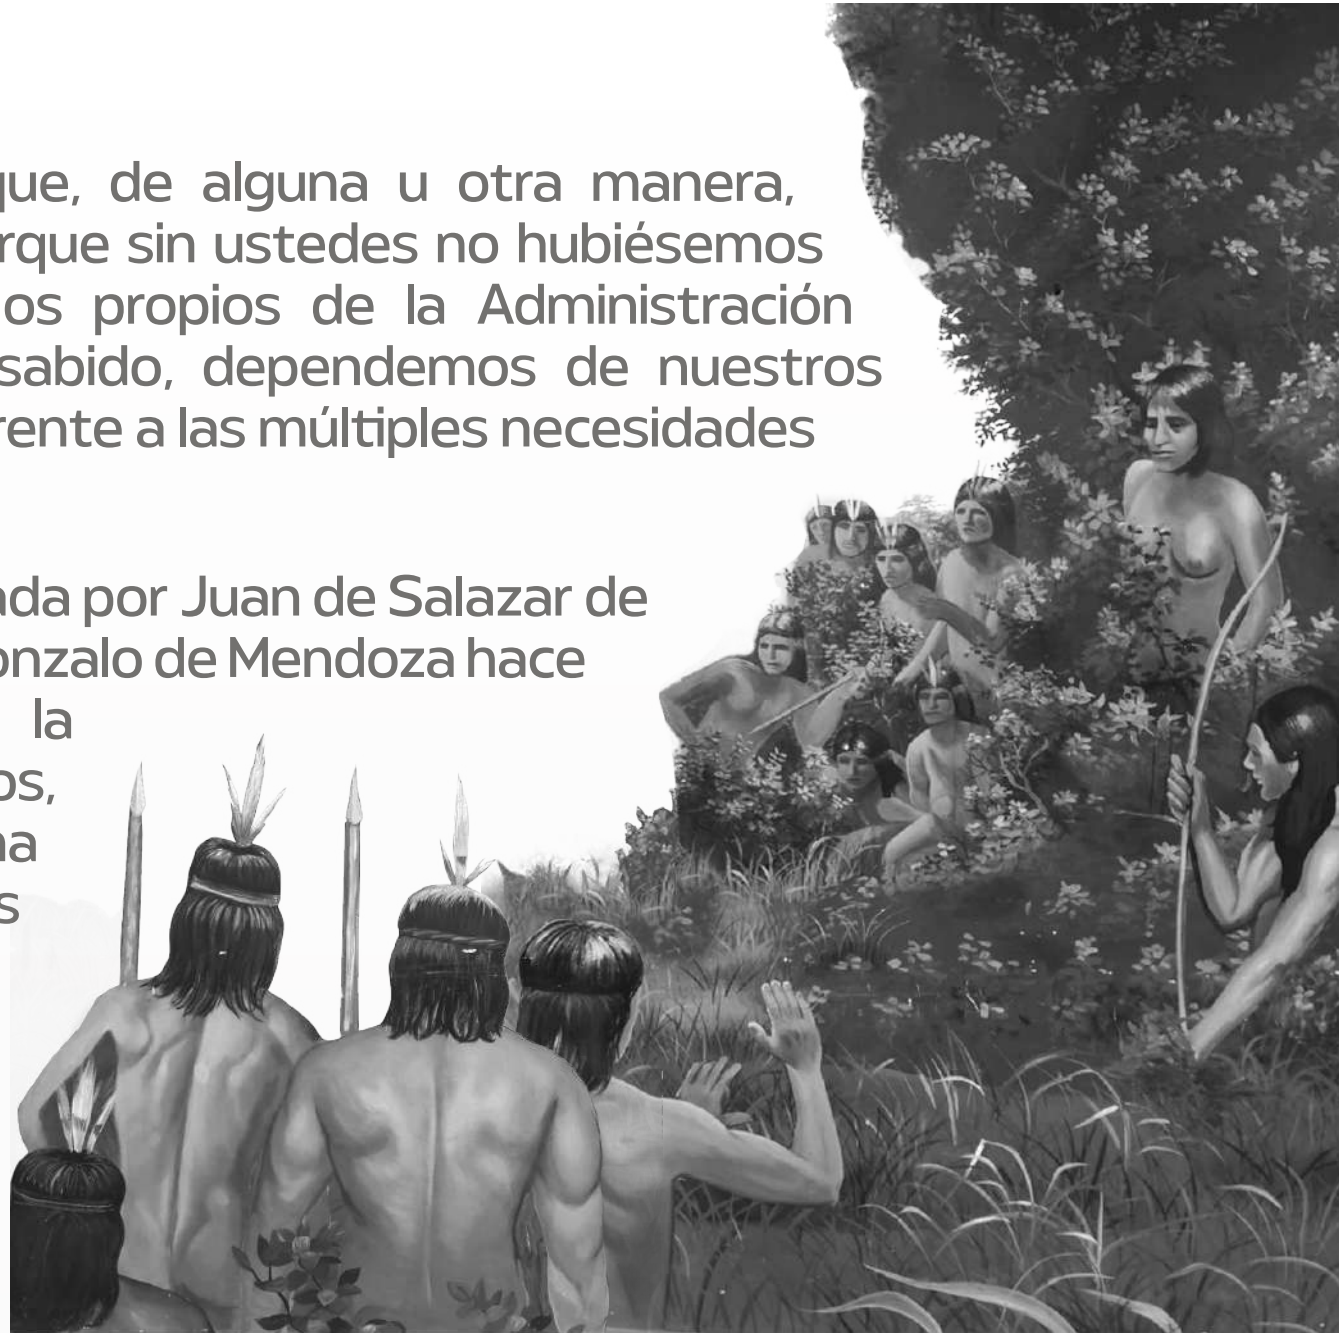 que, de alguna u otra manera,
rque sin ustedes no hubiésemos
os propios de la Administración
sabido, dependemos de nuestros
rente a las múltiples necesidades
ada por Juan de Salazar de
onzalo de Mendoza hace
la
os,
na
s